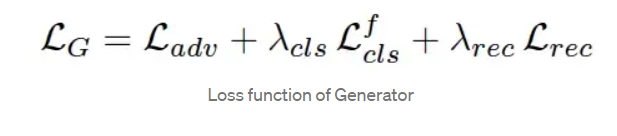 ℒ_G = ℒ_adv + λ_cls ℒ^f_cls + λ_rec ℒ_rec
Loss function of Generator